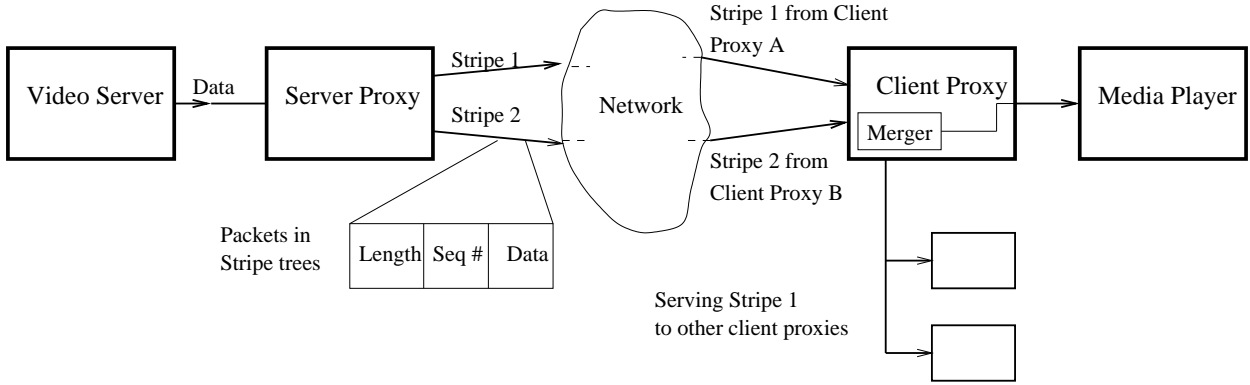 Video Server
Data
Server Proxy
Stripe 1
Stripe 2
Network
Stripe 1 from Client
Proxy A
Stripe 2 from
Client Proxy B
Client Proxy
Merger
Media Player
Packets in
Stripe trees
Length
Seq #
Data
Serving Stripe 1
to other client proxies